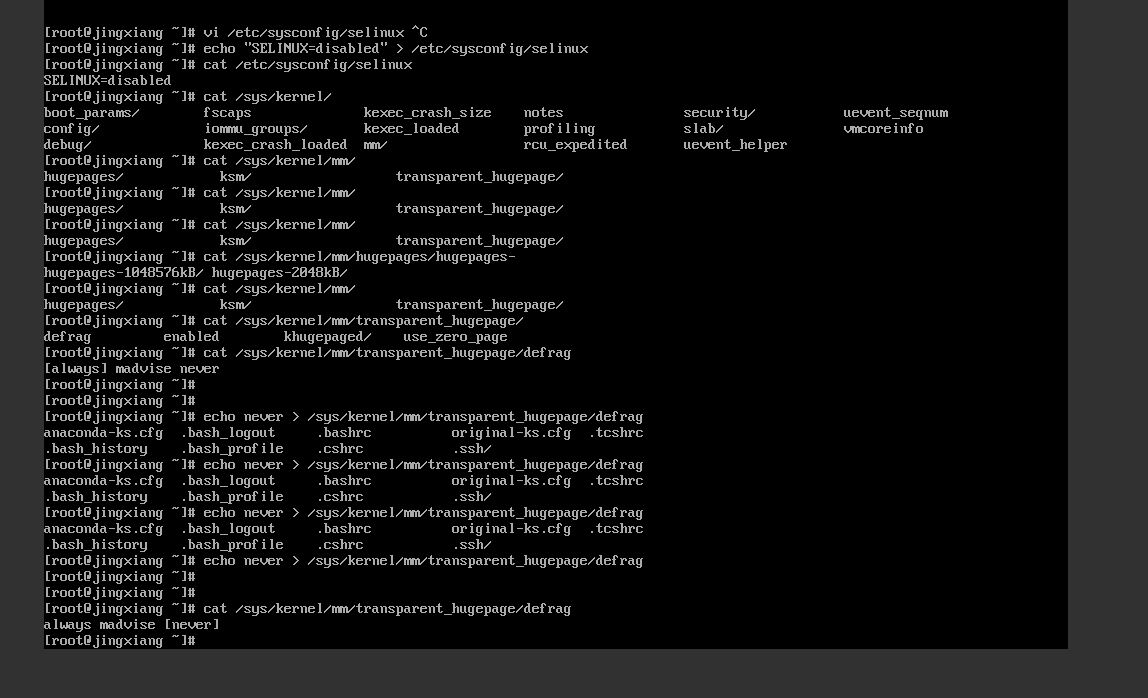 [root@jingxiang ~]# vi /etc/sysconfig/selinux ^C
[root@jingxiang ~]# echo "SELINUX=disabled" > /etc/sysconfig/selinux
[root@jingxiang ~]# cat /etc/sysconfig/selinux
SELINUX=disabled
[root@jingxiang ~]# cat /sys/kernel/
boot_params/        fscaps              kexec_crash_size    notes               security/           uevent_seqnum
config/             iommu_groups/       kexec_loaded        profiling           slab/               vmcoreinfo
debug/              kexec_crash_loaded  mm/                 rcu_expedited       uevent_helper
[root@jingxiang ~]# cat /sys/kernel/mm/
hugepages/            ksm/                  transparent_hugepage/
[root@jingxiang ~]# cat /sys/kernel/mm/
hugepages/            ksm/                  transparent_hugepage/
[root@jingxiang ~]# cat /sys/kernel/mm/
hugepages/            ksm/                  transparent_hugepage/
[root@jingxiang ~]# cat /sys/kernel/mm/hugepages/hugepages-
hugepages-1048576kB/ hugepages-2048kB/
[root@jingxiang ~]# cat /sys/kernel/mm/
hugepages/            ksm/                  transparent_hugepage/
[root@jingxiang ~]# cat /sys/kernel/mm/transparent_hugepage/
defrag         enabled        khugepaged/    use_zero_page
[root@jingxiang ~]# cat /sys/kernel/mm/transparent_hugepage/defrag
[always] madvise never
[root@jingxiang ~]#
[root@jingxiang ~]#
[root@jingxiang ~]# echo never > /sys/kernel/mm/transparent_hugepage/defrag
anaconda-ks.cfg  .bash_logout     .bashrc          original-ks.cfg  .tcshrc
.bash_history    .bash_profile    .cshrc           .ssh/
[root@jingxiang ~]# echo never > /sys/kernel/mm/transparent_hugepage/defrag
anaconda-ks.cfg  .bash_logout     .bashrc          original-ks.cfg  .tcshrc
.bash_history    .bash_profile    .cshrc           .ssh/
[root@jingxiang ~]# echo never > /sys/kernel/mm/transparent_hugepage/defrag
anaconda-ks.cfg  .bash_logout     .bashrc          original-ks.cfg  .tcshrc
.bash_history    .bash_profile    .cshrc           .ssh/
[root@jingxiang ~]# echo never > /sys/kernel/mm/transparent_hugepage/defrag
[root@jingxiang ~]#
[root@jingxiang ~]#
[root@jingxiang ~]# cat /sys/kernel/mm/transparent_hugepage/defrag
always madvise [never]
[root@jingxiang ~]#